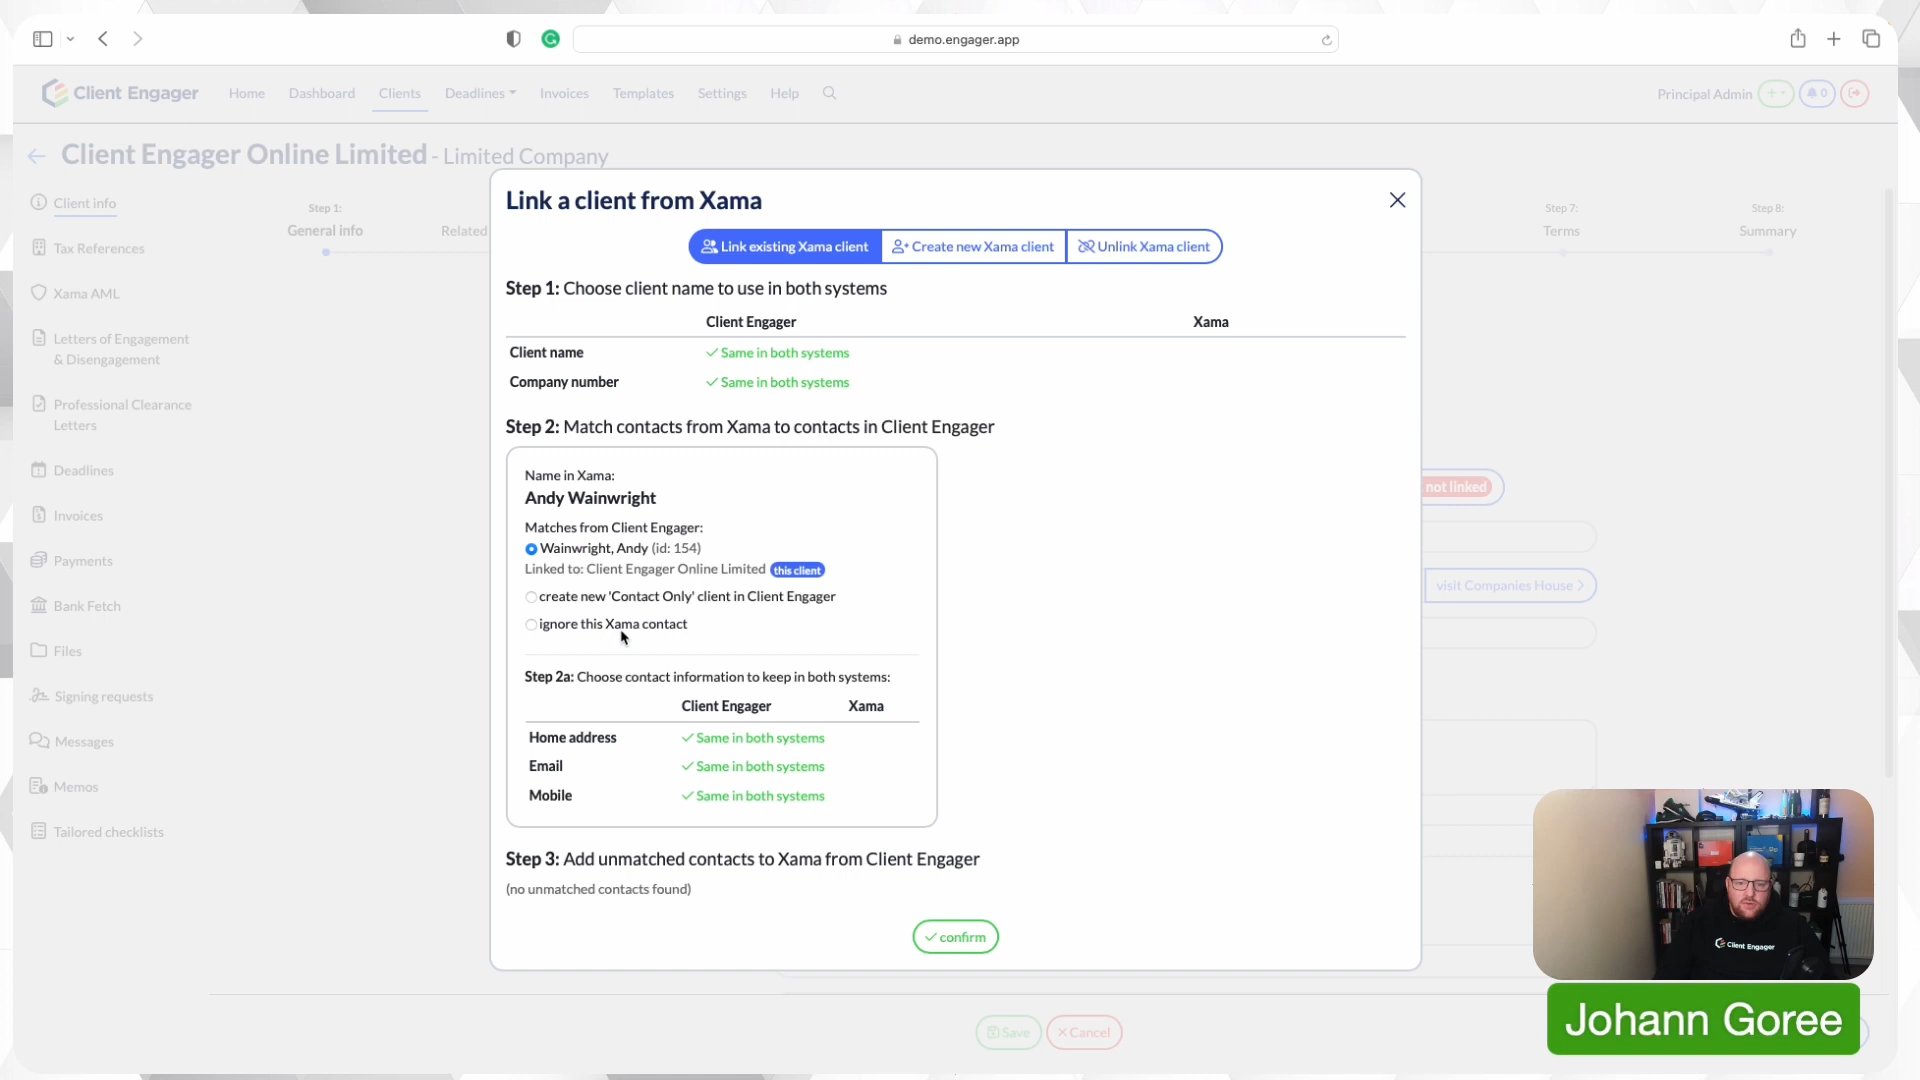 demo.engager.app
Client Engager
Home
Dashboard
Clients
Deadlines
Invoices
Templates
Settings
Help
Principal Admin
0
Client Engager Online Limited - Limited Company
Client info
Tax References
Xama AML
Letters of Engagement
& Disengagement
Professional Clearance
Letters
Deadlines
Invoices
Payments
Bank Fetch
Files
Signing requests
Messages
Memos
Tailored checklists
Step 1:
General info
Related
Step 7:
Terms
Step 8:
Summary
Link a client from Xama
Link existing Xama client
Create new Xama client
Unlink Xama client
Step 1: Choose client name to use in both systems
Client Engager Xama
Client name Same in both systems
Company number Same in both systems
Step 2: Match contacts from Xama to contacts in Client Engager
Name in Xama:
Andy Wainwright
Matches from Client Engager:
Wainwright, Andy (id: 154)
Linked to: Client Engager Online Limited this client
create new 'Contact Only' client in Client Engager
ignore this Xama contact
Step 2a: Choose contact information to keep in both systems:
Client Engager Xama
Home address Same in both systems
Email Same in both systems
Mobile Same in both systems
Step 3: Add unmatched contacts to Xama from Client Engager
(no unmatched contacts found)
confirm
not linked
visit Companies House >
Save
Cancel
Client Engager
Johann Goree